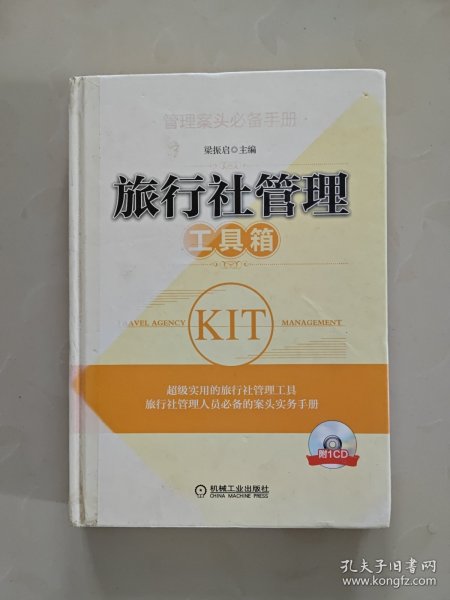 ·管理案头必备手册·
梁振启◎主编
旅行社管理
工具箱
AVEL AGENCY KIT MANAGEMENT
超级实用的旅行社管理工具
旅行社管理人员必备的案头实务手册
附1CD
机械工业出版社
CHINA MACHINE PRESS
孔夫子旧书网
www.kongfz.com